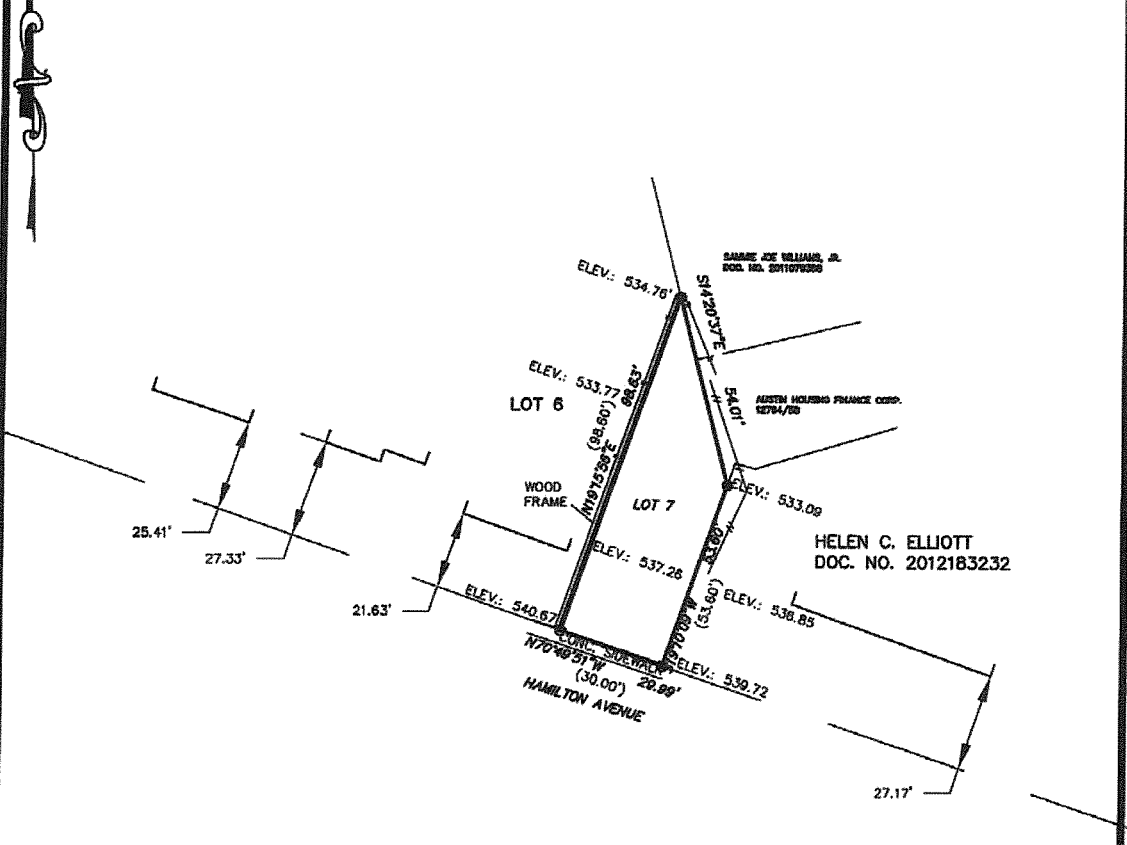 SAMMIE JOE WILLIAMS, JR.
DOC. NO. 2011079388
ELEV.: 534.76'
S14°20'37"E
ELEV.: 533.77
98.63'
(98.60')
54.01'
AUSTIN HOUSING FINANCE CORP.
12764/58
LOT 6
N19°15'56"E
WOOD
FRAME
LOT 7
ELEV.: 533.09
25.41'
27.33'
53.60'
HELEN C. ELLIOTT
DOC. NO. 2012183232
ELEV.: 537.26
21.63'
ELEV.: 540.67
(53.60')
ELEV.: 536.85
CONC. SIDEWALK
N70°49'51"W
(30.00')
29.99'
ELEV.: 539.72
HAMILTON AVENUE
27.17'